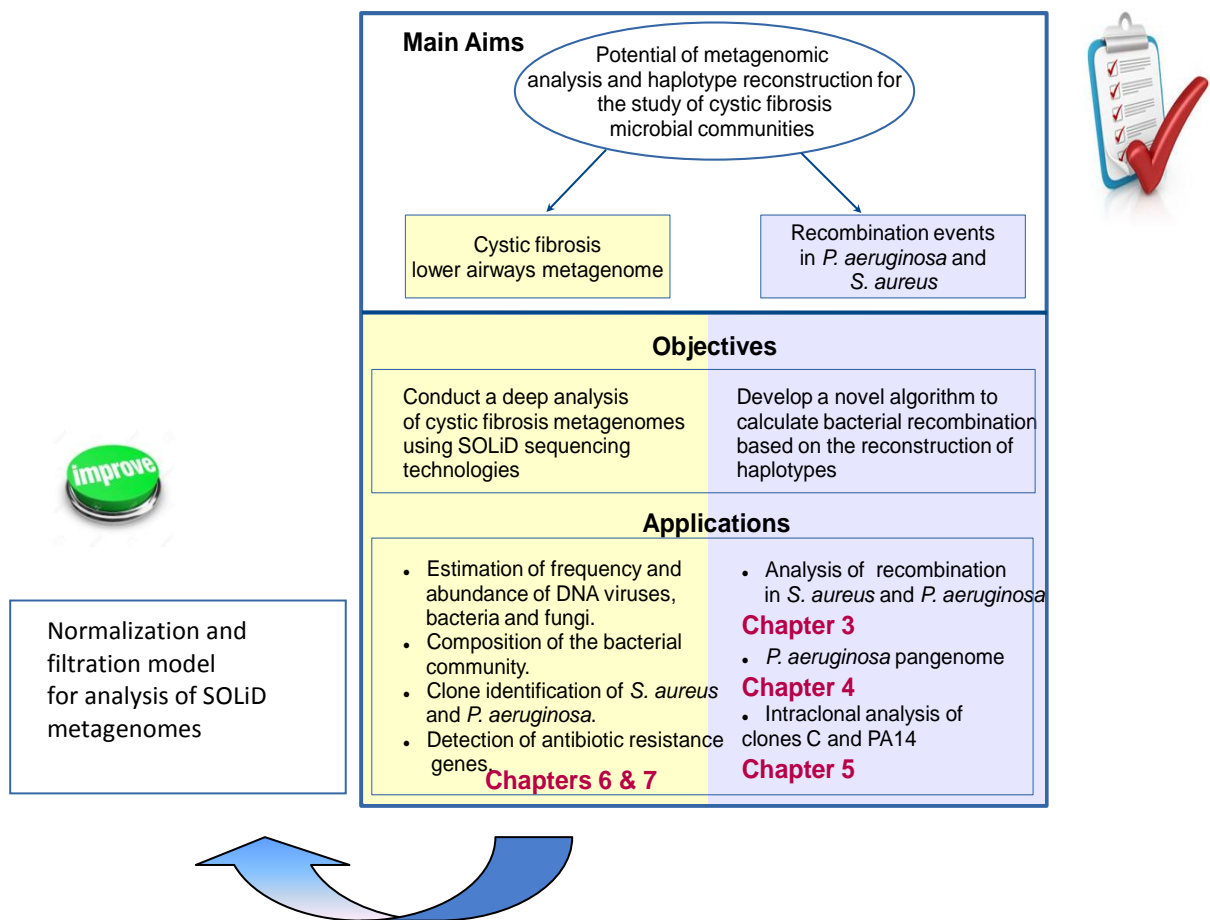 Main Aims
Potential of metagenomic
analysis and haplotype reconstruction for
the study of cystic fibrosis
microbial communities
Cystic fibrosis
lower airways metagenome
Recombination events
in P. aeruginosa and
S. aureus
Objectives
Conduct a deep analysis
of cystic fibrosis metagenomes
using SOLiD sequencing
technologies
Develop a novel algorithm to
calculate bacterial recombination
based on the reconstruction of
haplotypes
improve
Applications
• Estimation of frequency and
abundance of DNA viruses,
bacteria and fungi.
• Composition of the bacterial
community.
• Clone identification of S. aureus
and P. aeruginosa.
• Detection of antibiotic resistance
genes.
Chapters 6 & 7
• Analysis of recombination
in S. aureus and P. aeruginosa
Chapter 3
• P. aeruginosa pangenome
Chapter 4
• Intraclonal analysis of
clones C and PA14
Chapter 5
Normalization and
filtration model
for analysis of SOLiD
metagenomes